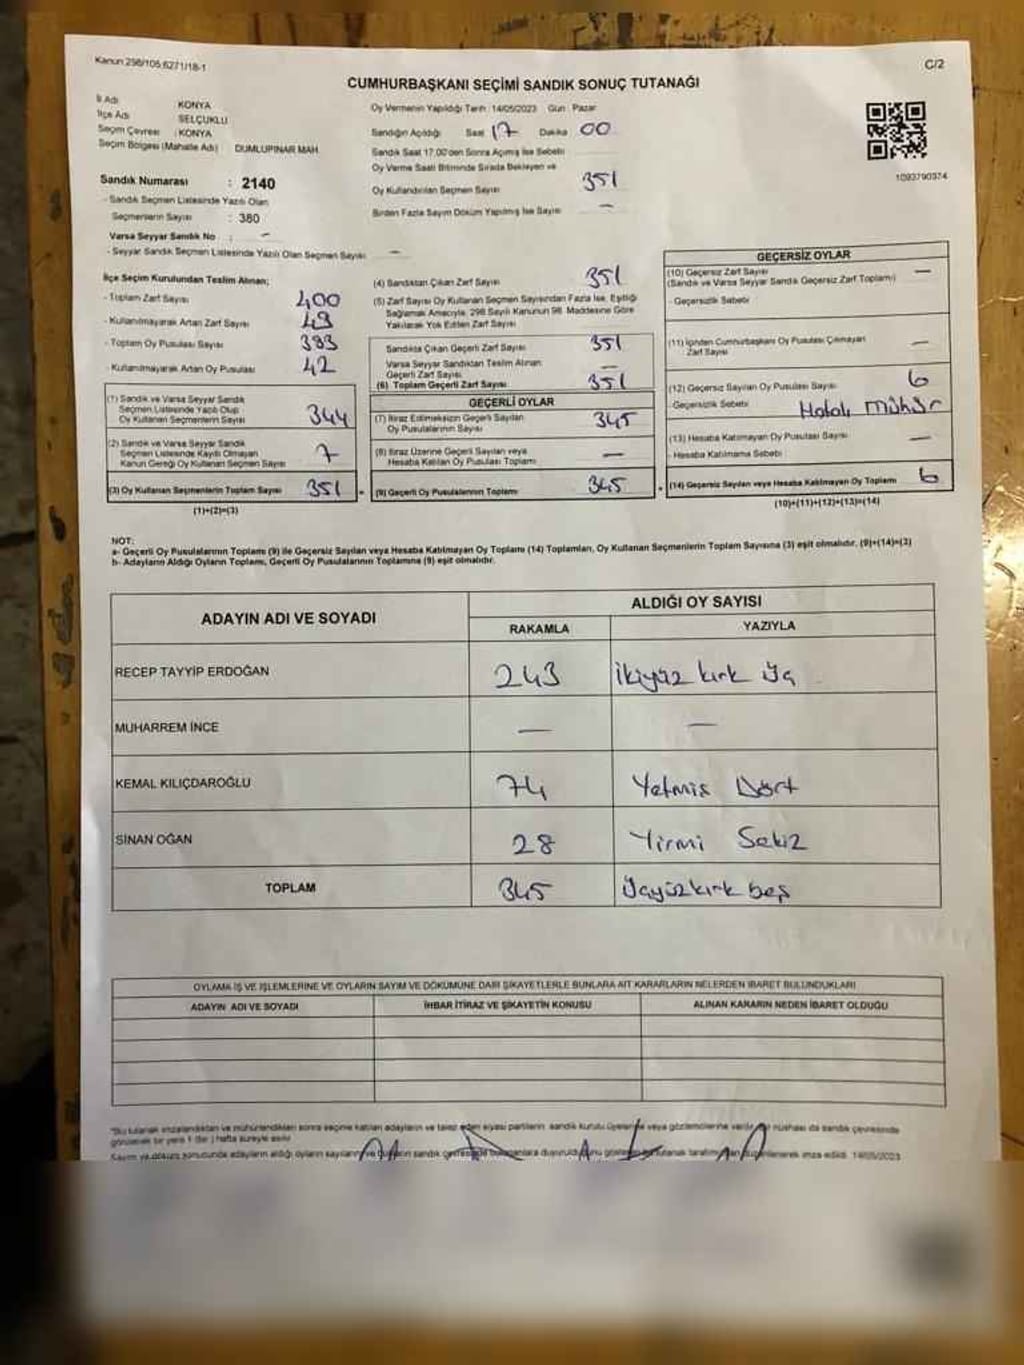 Kanun 298/105;6271/18-1
C/2
CUMHURBAŞKANI SEÇİMİ SANDIK SONUÇ TUTANAĞI
İl Adı KONYA
İlçe Adı SELÇUKLU
Seçim Çevresi : KONYA
Seçim Bölgesi (Mahalle Adı) DUMLUPINAR MAH.
Sandık Numarası : 2140
- Sandık Seçmen Listesinde Yazılı Olan
Seçmenlerin Sayısı : 380
Varsa Seyyar Sandık No : -
- Seyyar Sandık Seçmen Listesinde Yazılı Olan Seçmen Sayısı —
Oy Vermenin Yapıldığı Tarih 14/05/2023 Gün Pazar
Sandığın Açıldığı Saat 17 Dakika 00
Sandık Saat 17.00'den Sonra Açılmış İse Sebebi
Oy Verme Saati Bitiminde Sırada Bekleyen ve
Oy Kullandırılan Seçmen Sayısı 351
Birden Fazla Sayım Döküm Yapılmış İse Sayısı —
1093790374
İlçe Seçim Kurulundan Teslim Alınan;
- Toplam Zarf Sayısı 400
- Kullanılmayarak Artan Zarf Sayısı 49
- Toplam Oy Pusulası Sayısı 393
- Kullanılmayarak Artan Oy Pusulası 42
(1) Sandık ve Varsa Seyyar Sandık
Seçmen Listesinde Yazılı Olup
Oy Kullanan Seçmenlerin Sayısı 344
(2) Sandık ve Varsa Seyyar Sandık
Seçmen Listesinde Kayıtlı Olmayan
Kanun Gereği Oy Kullanan Seçmen Sayısı 7
(3) Oy Kullanan Seçmenlerin Toplam Sayısı 351
(1)+(2)=(3)
(4) Sandıktan Çıkan Zarf Sayısı 351
(5) Zarf Sayısı Oy Kullanan Seçmen Sayısından Fazla İse, Eşitliği
Sağlamak Amacıyla, 298 Sayılı Kanunun 98. Maddesine Göre
Yakılarak Yok Edilen Zarf Sayısı
Sandıkta Çıkan Geçerli Zarf Sayısı 351
Varsa Seyyar Sandıktan Teslim Alınan
Geçerli Zarf Sayısı —
(6) Toplam Geçerli Zarf Sayısı 351
GEÇERLİ OYLAR
(7) İtiraz Edilmeksizin Geçerli Sayılan
Oy Pusulalarının Sayısı 345
(8) İtiraz Üzerine Geçerli Sayılan veya
Hesaba Katılan Oy Pusulası Toplamı —
= (9) Geçerli Oy Pusulalarının Toplamı 345
GEÇERSİZ OYLAR
(10) Geçersiz Zarf Sayısı —
(Sandık ve Varsa Seyyar Sandık Geçersiz Zarf Toplamı)
- Geçersizlik Sebebi
(11) İçinden Cumhurbaşkanı Oy Pusulası Çıkmayan
Zarf Sayısı —
(12) Geçersiz Sayılan Oy Pusulası Sayısı 6
Geçersizlik Sebebi Hatalı Mühür
(13) Hesaba Katılmayan Oy Pusulası Sayısı —
- Hesaba Katılmama Sebebi
+ (14) Geçersiz Sayılan veya Hesaba Katılmayan Oy Toplamı 6
(10)+(11)+(12)+(13)=(14)
NOT:
a- Geçerli Oy Pusulalarının Toplamı (9) ile Geçersiz Sayılan veya Hesaba Katılmayan Oy Toplamı (14) Toplamları, Oy Kullanan Seçmenlerin Toplam Sayısına (3) eşit olmalıdır. (9)+(14)=(3)
b- Adayların Aldığı Oyların Toplamı, Geçerli Oy Pusulalarının Toplamına (9) eşit olmalıdır.
ADAYIN ADI VE SOYADI
ALDIĞI OY SAYISI
RAKAMLA YAZIYLA
RECEP TAYYİP ERDOĞAN 243 İkiyüz kırk üç
MUHARREM İNCE — —
KEMAL KILIÇDAROĞLU 74 Yetmiş Dört
SİNAN OĞAN 28 Yirmi Sekiz
TOPLAM 345 Üçyüzkırk beş
OYLAMA İŞ VE İŞLEMLERİNE VE OYLARIN SAYIM VE DÖKÜMÜNE DAİR ŞİKAYETLERLE BUNLARA AİT KARARLARIN NELERDEN İBARET BULUNDUKLARI
ADAYIN ADI VE SOYADI İHBAR İTİRAZ VE ŞİKAYETİN KONUSU ALINAN KARARIN NEDEN İBARET OLDUĞU
*Bu tutanak imzalandıktan ve mühürlendikten sonra seçime katılan adayların ve talep eden siyasi partilerin sandık kurulu üyelerine veya gözlemcilerine verilir. Bir nüshası da sandık çevresinde
görülecek bir yere 1 (bir) hafta süreyle asılır.
Sayım ve döküm sonucunda adayların aldığı oyların sayılarını ve
14/05/2023